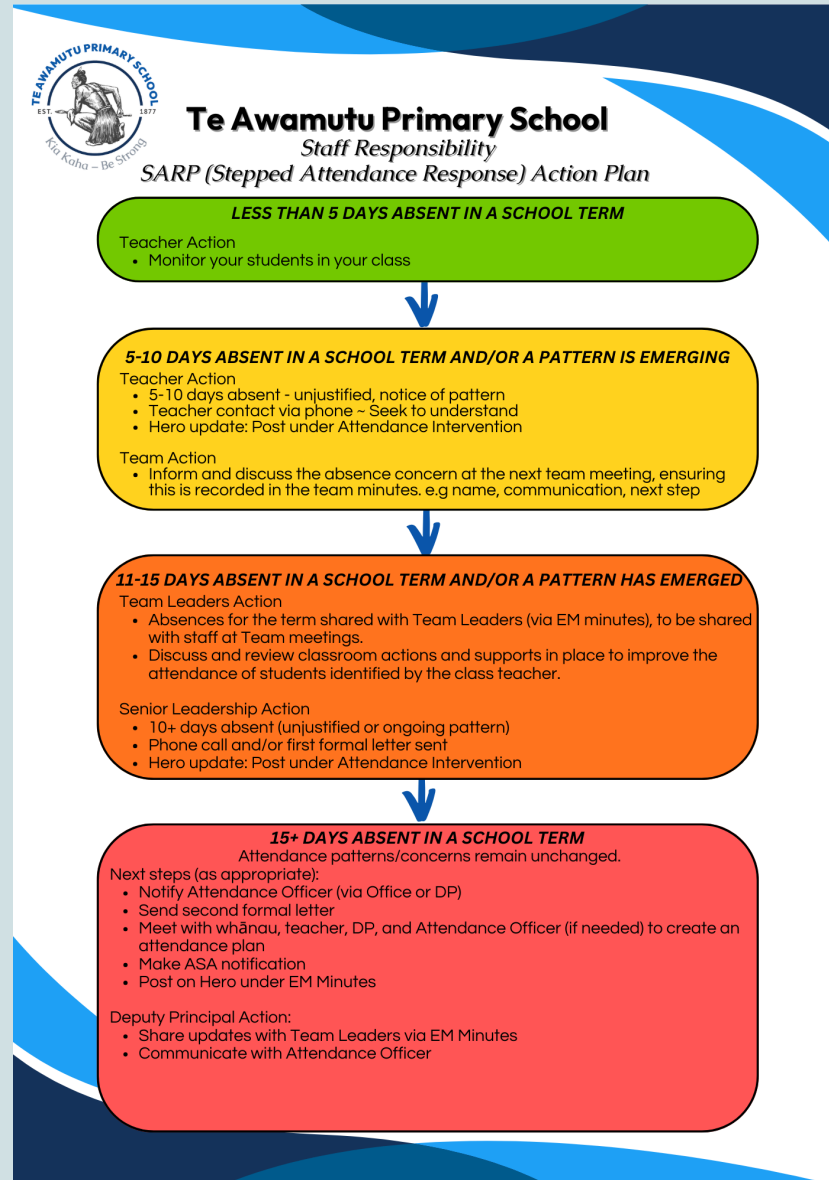 TE AWAMUTU PRIMARY SCHOOL
EST. 1877
Kia Kaha – Be Strong
Te Awamutu Primary School
Staff Responsibility
SARP (Stepped Attendance Response) Action Plan
LESS THAN 5 DAYS ABSENT IN A SCHOOL TERM
Teacher Action
• Monitor your students in your class
5-10 DAYS ABSENT IN A SCHOOL TERM AND/OR A PATTERN IS EMERGING
Teacher Action
• 5-10 days absent - unjustified, notice of pattern
• Teacher contact via phone ~ Seek to understand
• Hero update: Post under Attendance Intervention
Team Action
• Inform and discuss the absence concern at the next team meeting, ensuring
this is recorded in the team minutes. e.g name, communication, next step
11-15 DAYS ABSENT IN A SCHOOL TERM AND/OR A PATTERN HAS EMERGED
Team Leaders Action
• Absences for the term shared with Team Leaders (via EM minutes), to be shared
with staff at Team meetings.
• Discuss and review classroom actions and supports in place to improve the
attendance of students identified by the class teacher.
Senior Leadership Action
• 10+ days absent (unjustified or ongoing pattern)
• Phone call and/or first formal letter sent
• Hero update: Post under Attendance Intervention
15+ DAYS ABSENT IN A SCHOOL TERM
Attendance patterns/concerns remain unchanged.
Next steps (as appropriate):
• Notify Attendance Officer (via Office or DP)
• Send second formal letter
• Meet with whānau, teacher, DP, and Attendance Officer (if needed) to create an
attendance plan
• Make ASA notification
• Post on Hero under EM Minutes
Deputy Principal Action:
• Share updates with Team Leaders via EM Minutes
• Communicate with Attendance Officer